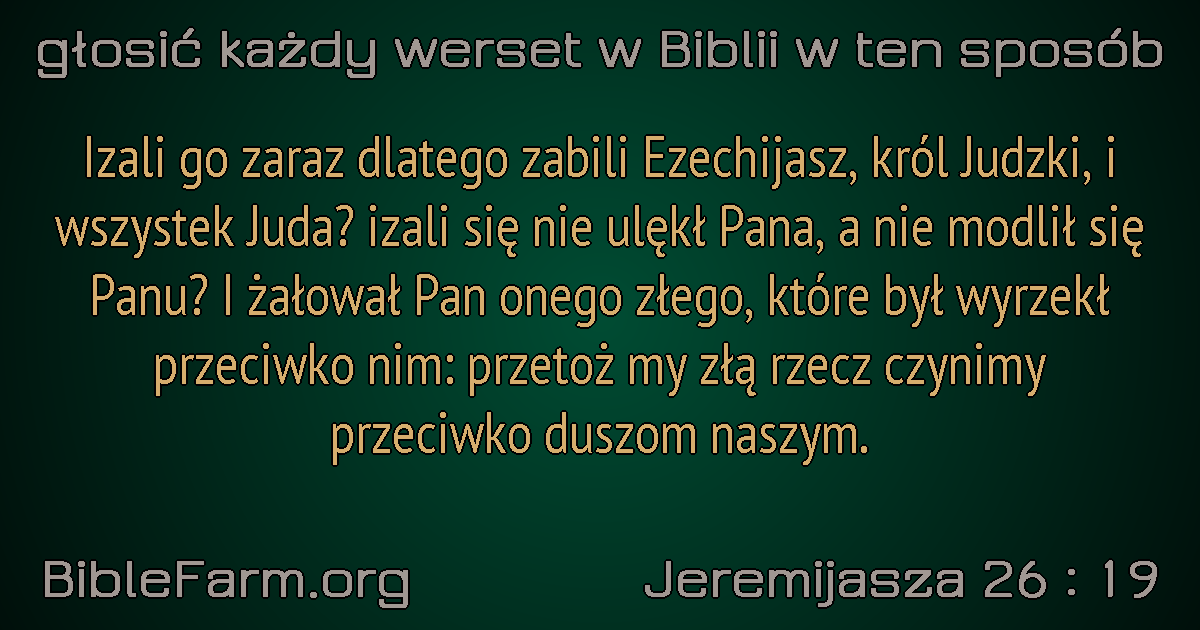 głosić każdy werset w Biblii w ten sposób
Izali go zaraz dlatego zabili Ezechijasz, król Judzki, i
wszystek Juda? izali się nie ulękł Pana, a nie modlił się
Panu? I żałował Pan onego złego, które był wyrzekł
przeciwko nim: przetoż my złą rzecz czynimy
przeciwko duszom naszym.
BibleFarm.org
Jeremijasza 26 : 19